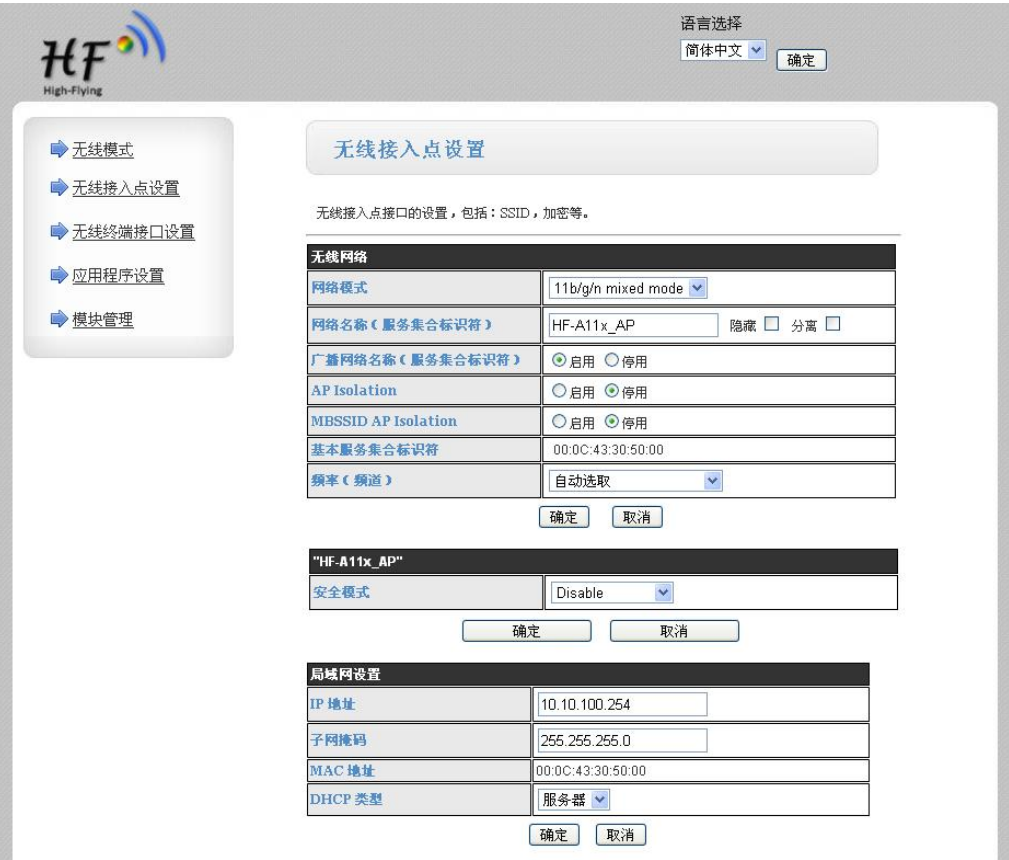 HF
High-Flying
语言选择
简体中文 确定
无线模式
无线接入点设置
无线终端接口设置
应用程序设置
模块管理
无线接入点设置
无线接入点接口的设置，包括：SSID，加密等。
无线网络
网络模式 11b/g/n mixed mode
网络名称（服务集合标识符） HF-A11x_AP 隐藏 分离
广播网络名称（服务集合标识符） 启用 停用
AP Isolation 启用 停用
MBSSID AP Isolation 启用 停用
基本服务集合标识符 00:0C:43:30:50:00
频率（频道） 自动选取
确定 取消
"HF-A11x_AP"
安全模式 Disable
确定 取消
局域网设置
IP 地址 10.10.100.254
子网掩码 255.255.255.0
MAC 地址 00:0C:43:30:50:00
DHCP 类型 服务器
确定 取消